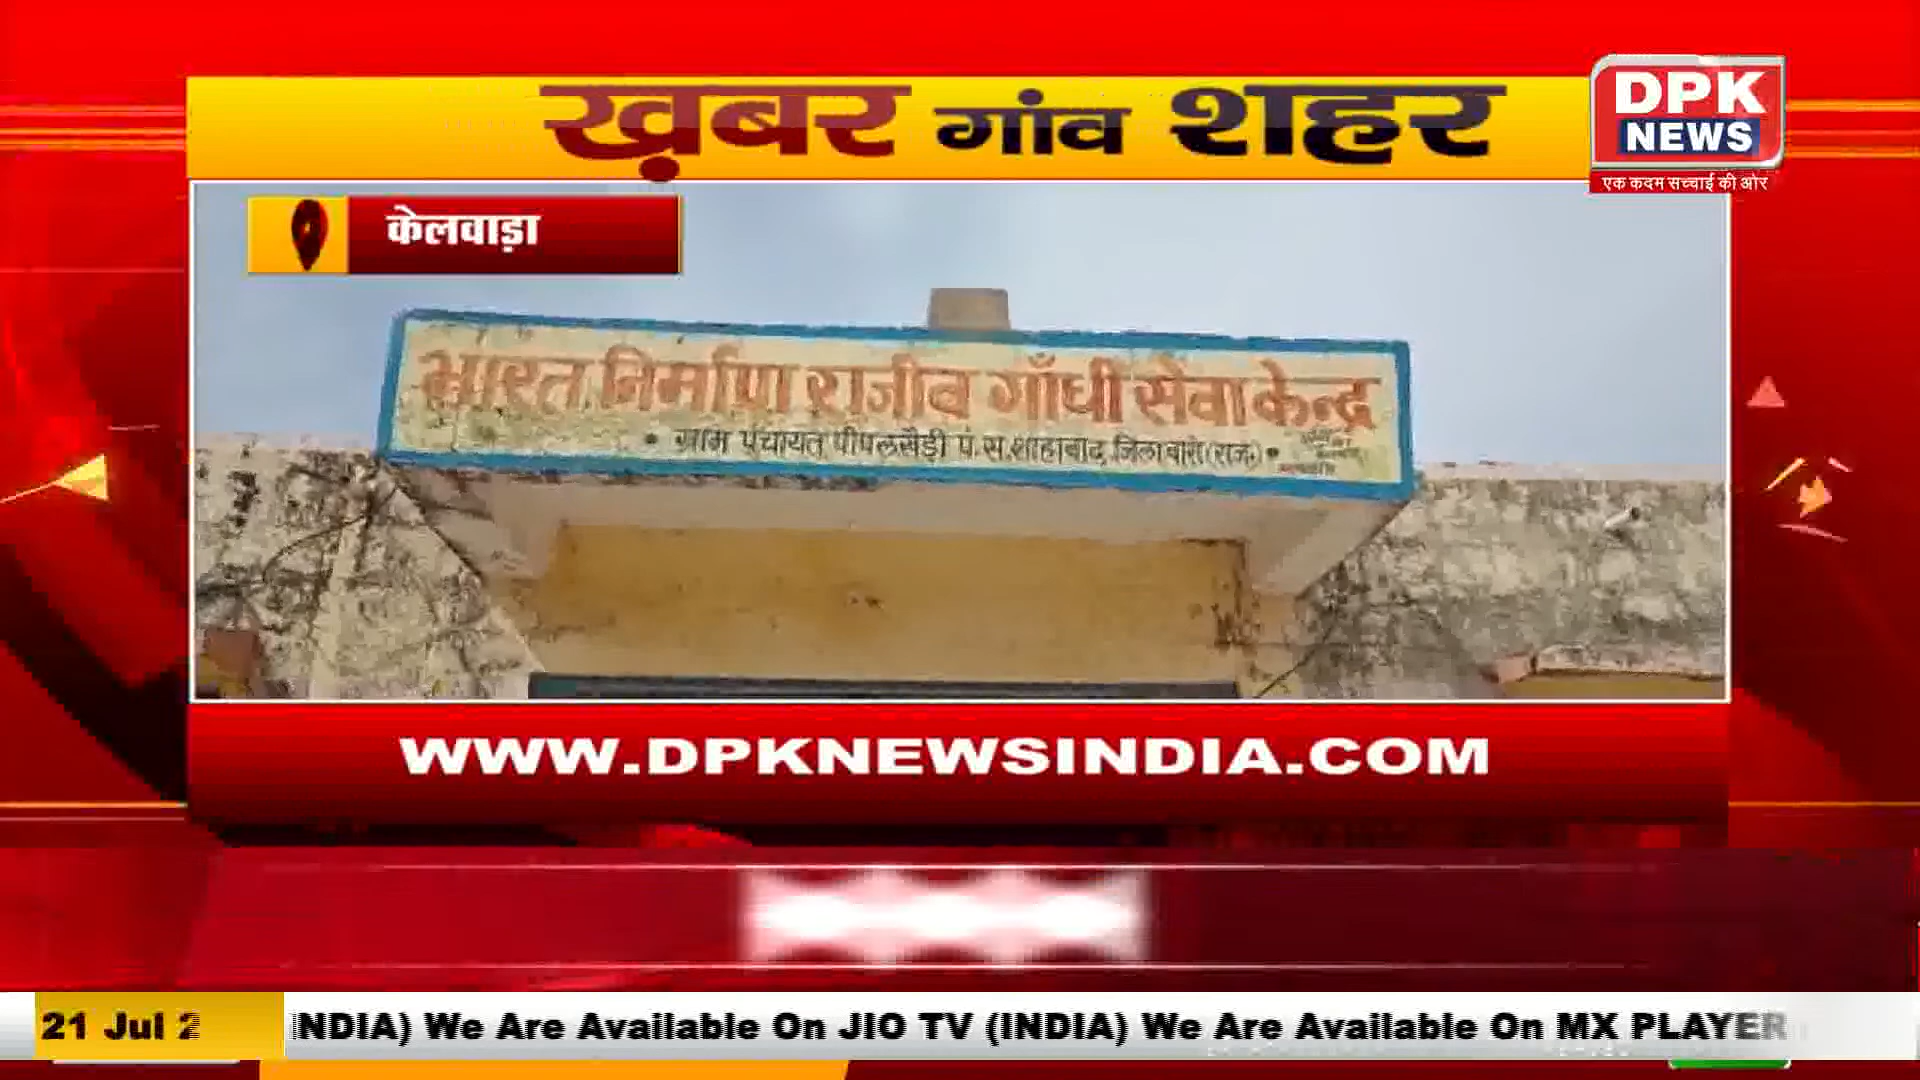 ख़बर गांव शहर
DPK
NEWS
एक कदम सच्चाई की ओर
केलवाड़ा
भारत निर्माण राजीव गाँधी सेवा केन्द्र
• ग्राम पंचायत पीपलखेड़ी पं.स.शाहाबाद, जिला बारां (राज.) •
WWW.DPKNEWSINDIA.COM
21 Jul 2
NDIA) We Are Available On JIO TV (INDIA) We Are Available On MX PLAYER